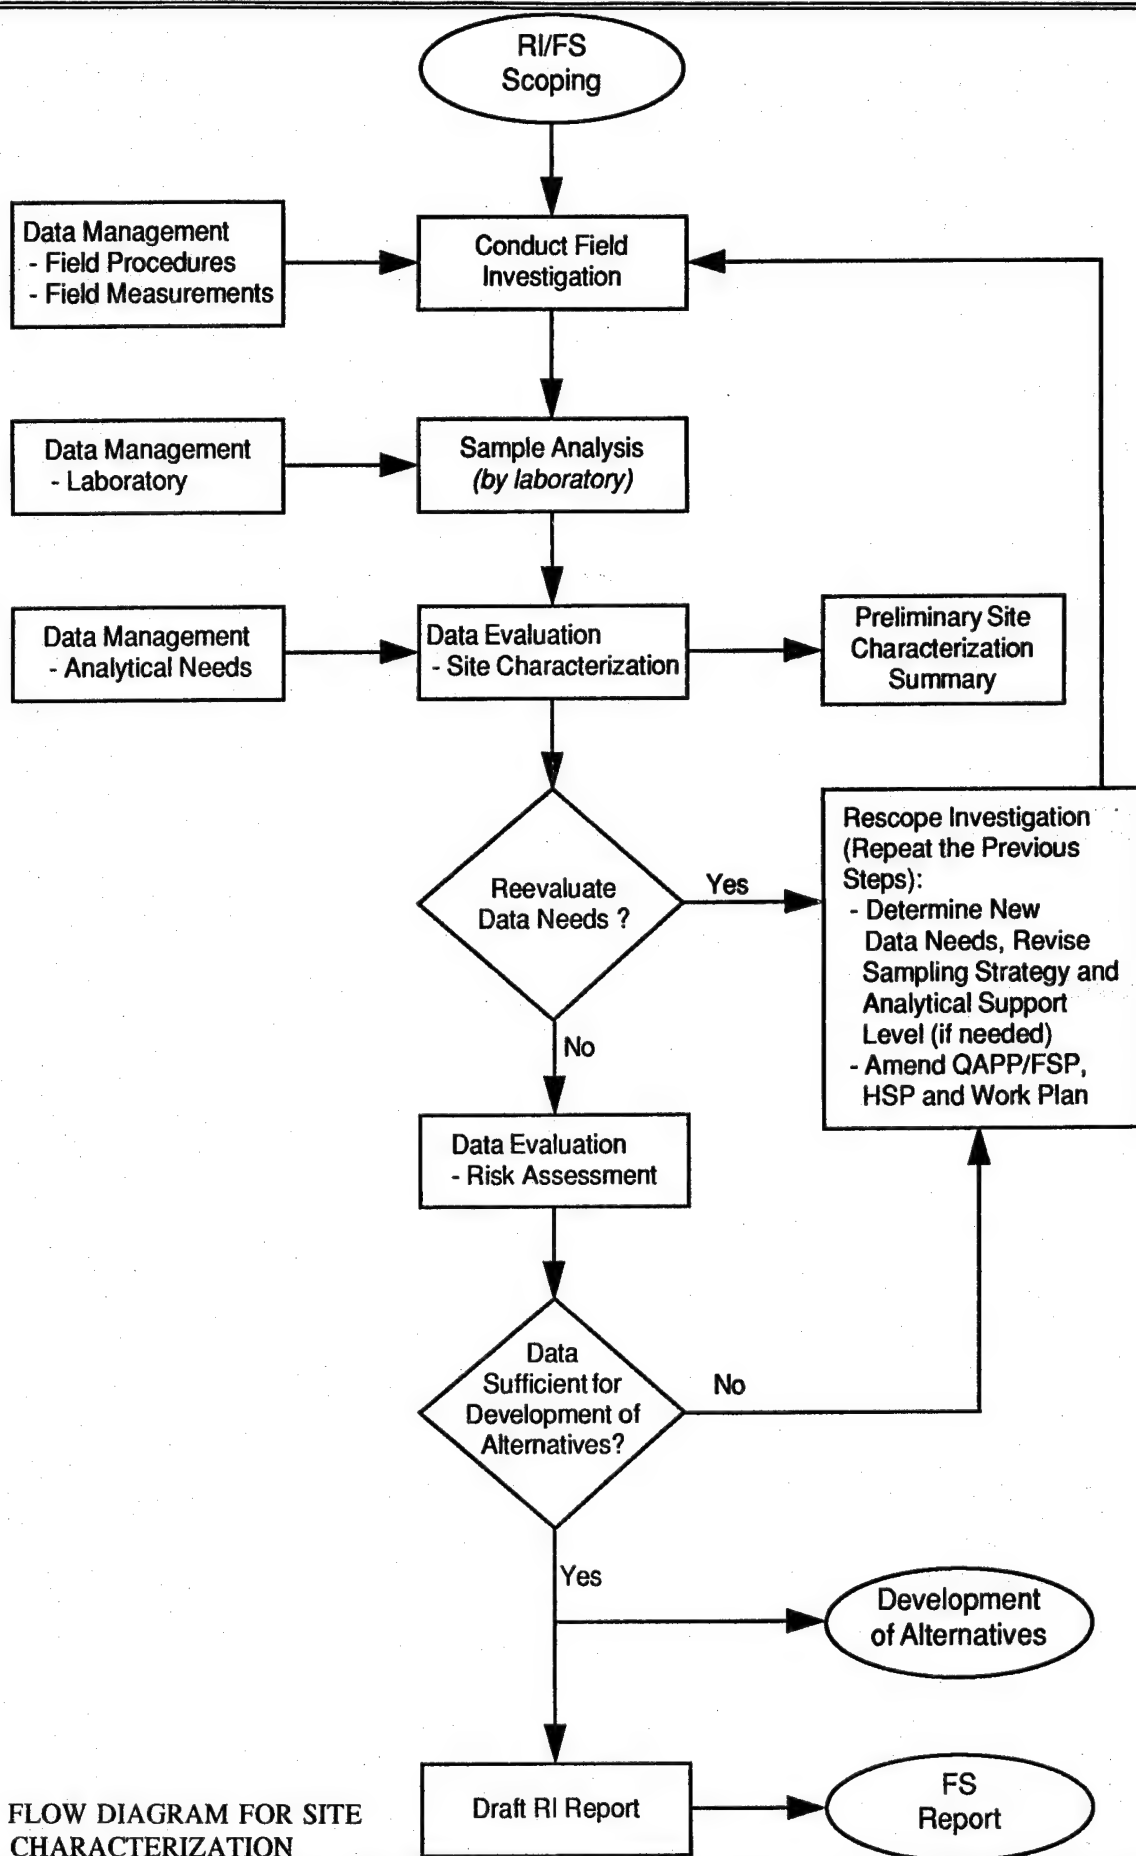 RI/FS
Scoping
Data Management
- Field Procedures
- Field Measurements
Conduct Field
Investigation
Data Management
- Laboratory
Sample Analysis
(by laboratory)
Data Management
- Analytical Needs
Data Evaluation
- Site Characterization
Preliminary Site
Characterization
Summary
Reevaluate
Data Needs ?
Yes
Rescope Investigation
(Repeat the Previous
Steps):
- Determine New
Data Needs, Revise
Sampling Strategy and
Analytical Support
Level (if needed)
- Amend QAPP/FSP,
HSP and Work Plan
No
Data Evaluation
- Risk Assessment
Data
Sufficient for
Development of
Alternatives?
No
Yes
Development
of Alternatives
Draft RI Report
FS
Report
FLOW DIAGRAM FOR SITE
CHARACTERIZATION